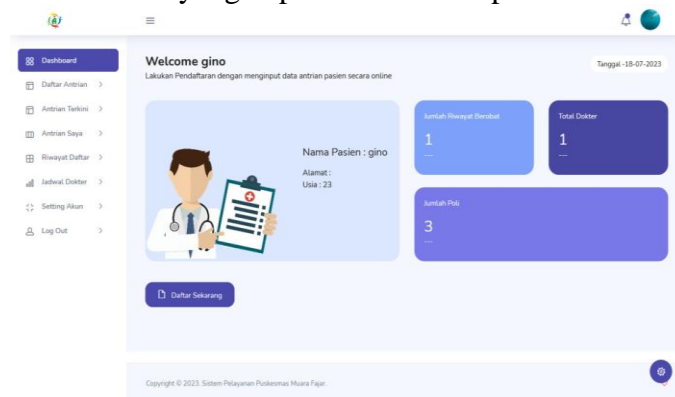 Dashboard
Daftar Antrian
Antrian Terkini
Antrian Saya
Riwayat Daftar
Jadwal Dokter
Setting Akun
Log Out
Welcome gino
Lakukan Pendaftaran dengan menginput data antrian pasien secara online
Tanggal -18-07-2023
Nama Pasien : gino
Alamat :
Usia : 23
Jumlah Riwayat Berobat
1
Total Dokter
1
Jumlah Poli
3
Daftar Sekarang
Copyright © 2023. Sistem Pelayanan Puskesmas Muara Fajar.